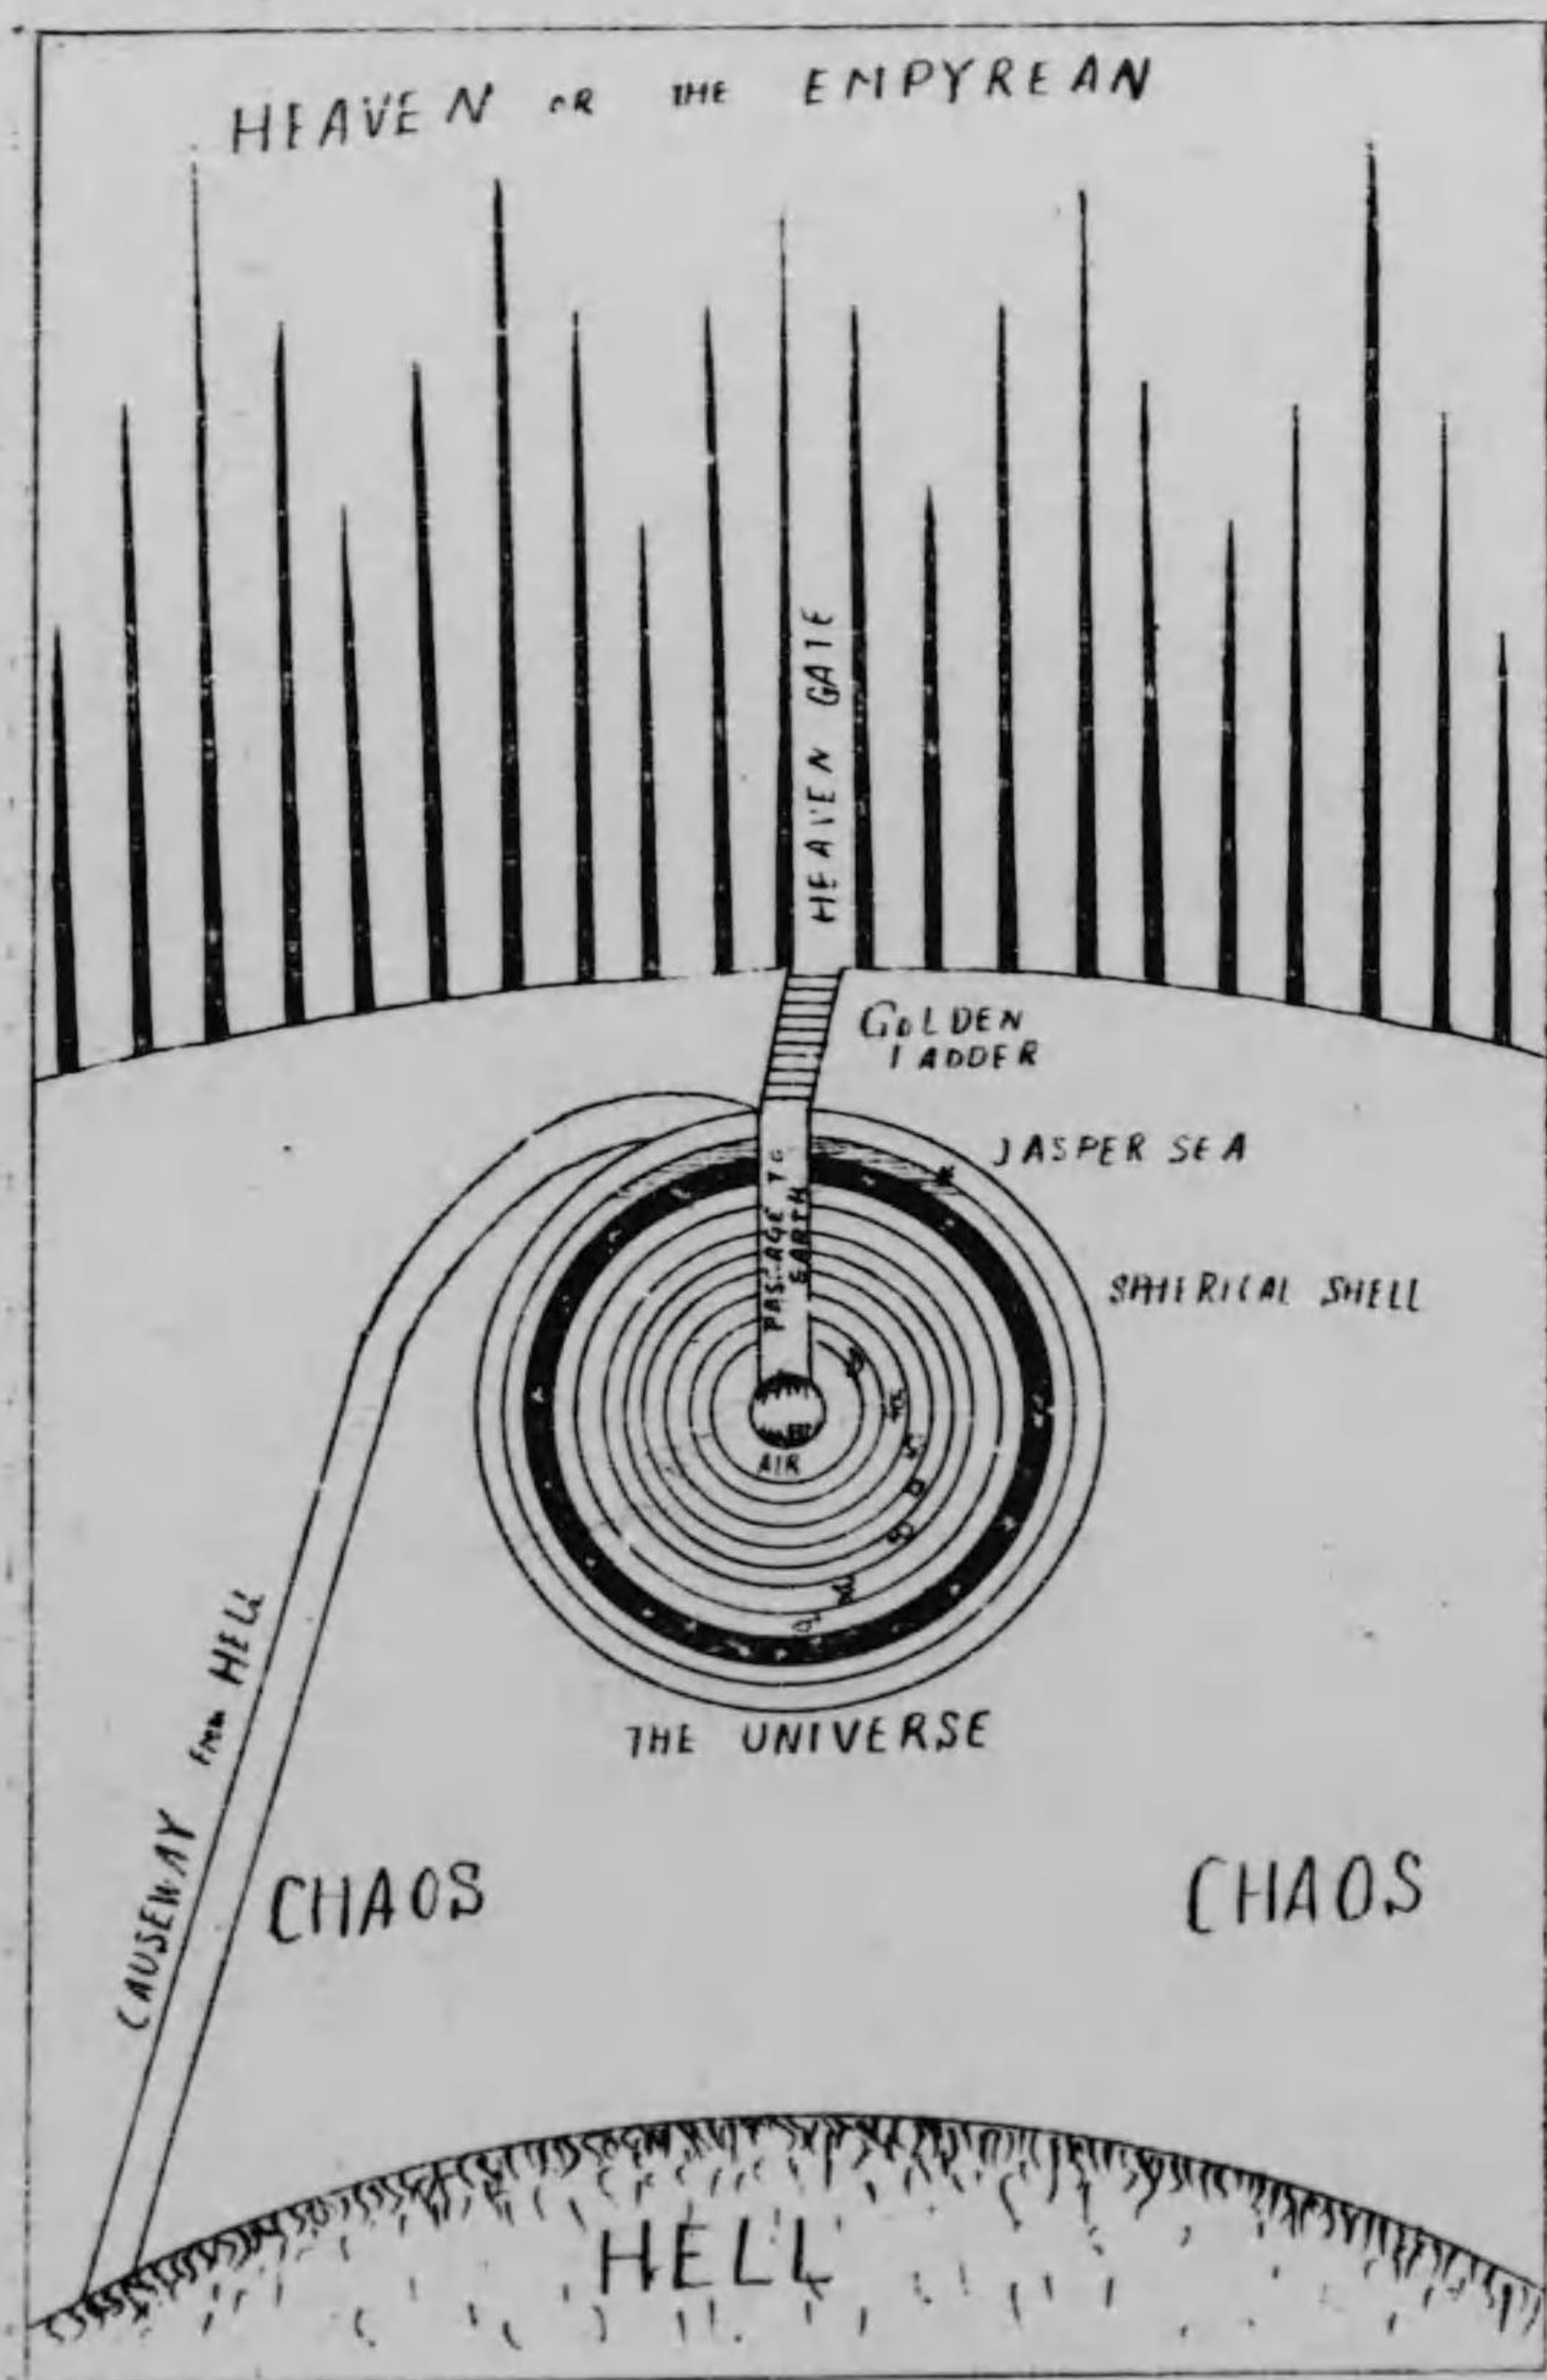 HEAVEN OR THE EMPYREAN
HEAVEN GATE
GOLDEN
LADDER
JASPER SEA
SPHERICAL SHELL
PASSAGE TO
EARTH
AIR
THE UNIVERSE
CAUSEWAY FROM HELL
CHAOS
CHAOS
HELL